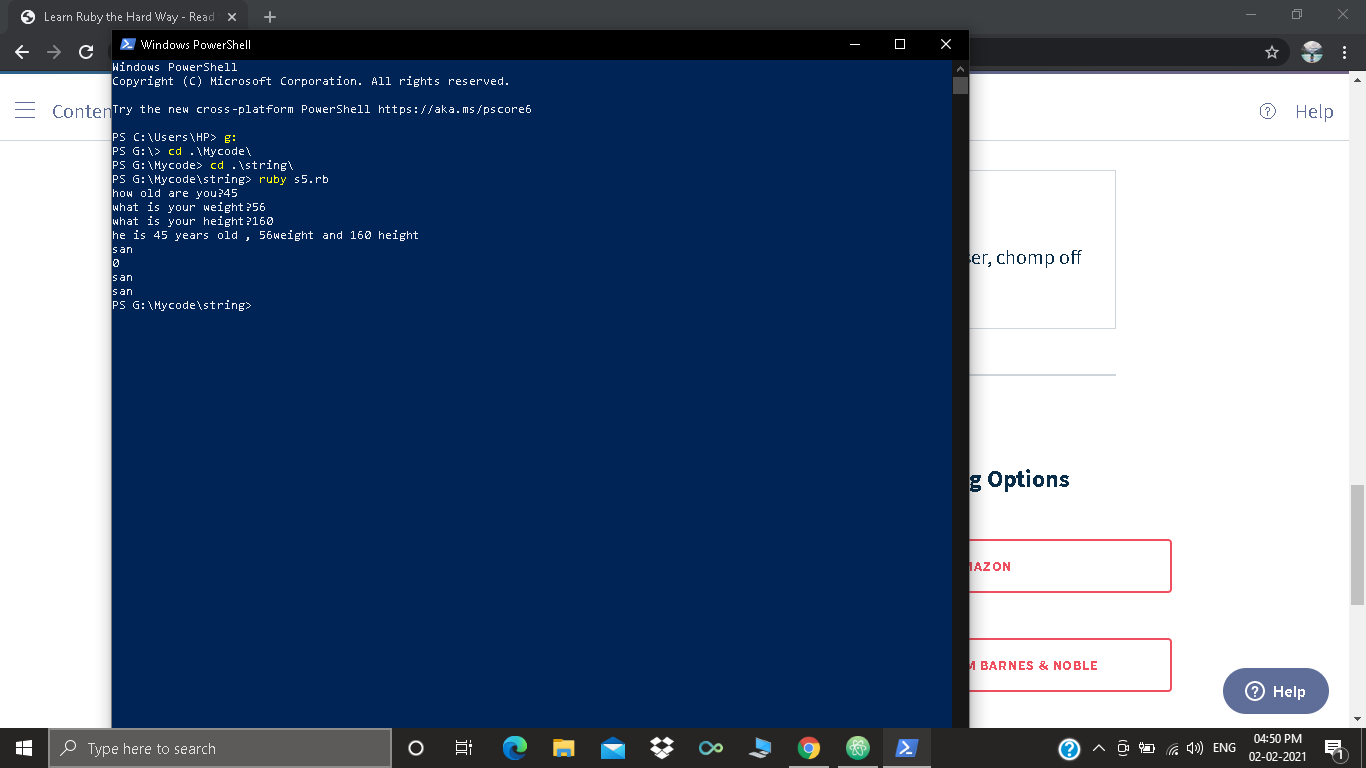 Learn Ruby the Hard Way - Read
Windows PowerShell
Windows PowerShell
Copyright (C) Microsoft Corporation. All rights reserved.
Try the new cross-platform PowerShell https://aka.ms/pscore6
PS C:\Users\HP> g:
PS G:\> cd .\Mycode\
PS G:\Mycode> cd .\string\
PS G:\Mycode\string> ruby s5.rb
how old are you?45
what is your weight?56
what is your height?160
he is 45 years old , 56weight and 160 height
san
0
san
san
PS G:\Mycode\string>
Help
chomp off
Options
BARNES & NOBLE
Help
Type here to search
ENG
04:50 PM
02-02-2021
1